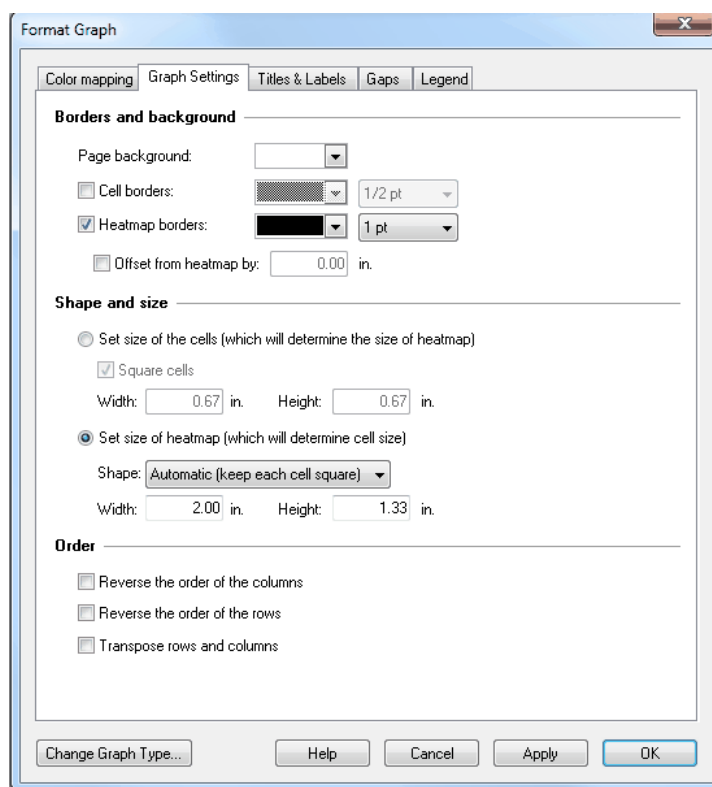 Format Graph
Color mapping Graph Settings Titles & Labels Gaps Legend
Borders and background
Page background:
Cell borders: 1/2 pt
Heatmap borders: 1 pt
Offset from heatmap by: 0.00 in.
Shape and size
Set size of the cells (which will determine the size of heatmap)
Square cells
Width: 0.67 in. Height: 0.67 in.
Set size of heatmap (which will determine cell size)
Shape: Automatic (keep each cell square)
Width: 2.00 in. Height: 1.33 in.
Order
Reverse the order of the columns
Reverse the order of the rows
Transpose rows and columns
Change Graph Type... Help Cancel Apply OK